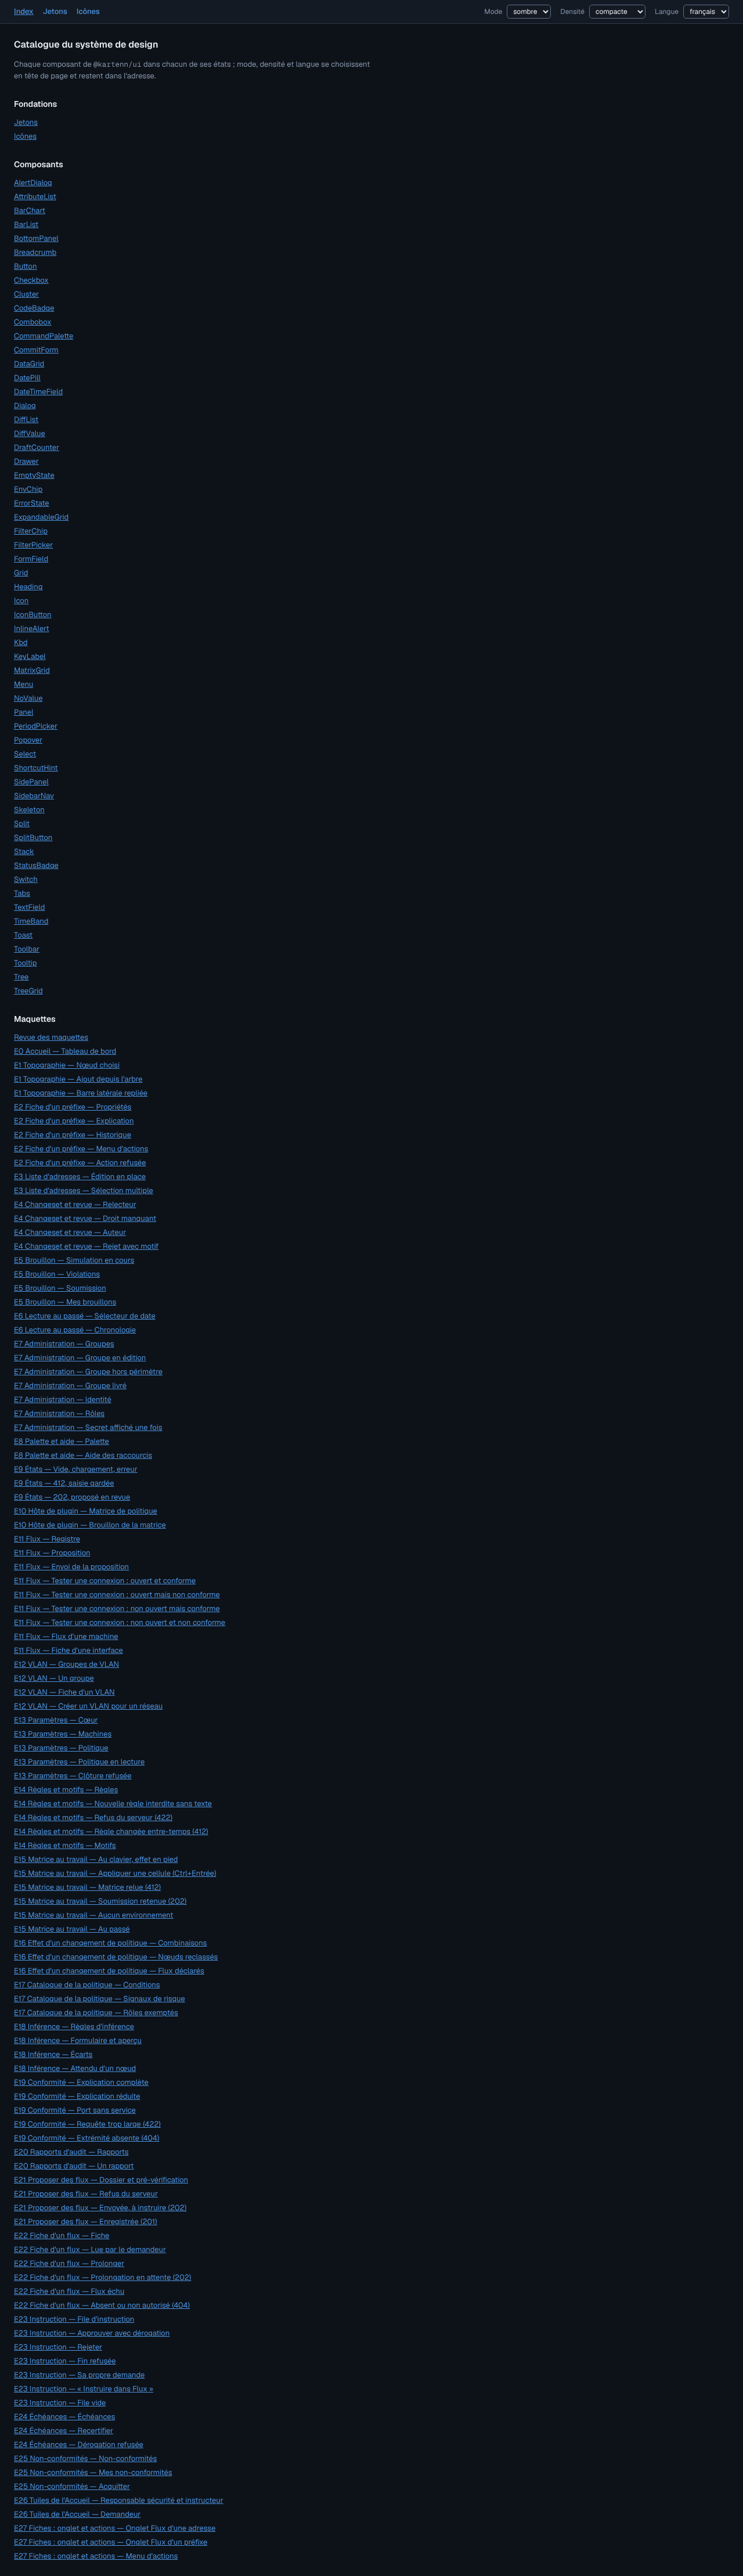 Index Jetons Icônes Mode sombre Densité compacte Langue français
Catalogue du système de design
Chaque composant de @kartenn/ui dans chacun de ses états ; mode, densité et langue se choisissent
en tête de page et restent dans l'adresse.
Fondations
Jetons
Icônes
Composants
AlertDialog
AttributeList
BarChart
BarList
BottomPanel
Breadcrumb
Button
Checkbox
Cluster
CodeBadge
Combobox
CommandPalette
CommitForm
DataGrid
DatePill
DateTimeField
Dialog
DiffList
DiffValue
DraftCounter
Drawer
EmptyState
EnvChip
ErrorState
ExpandableGrid
FilterChip
FilterPicker
FormField
Grid
Heading
Icon
IconButton
InlineAlert
Kbd
KeyLabel
MatrixGrid
Menu
NoValue
Panel
PeriodPicker
Popover
Select
ShortcutHint
SidePanel
SidebarNav
Skeleton
Split
SplitButton
Stack
StatusBadge
Switch
Tabs
TextField
TimeBand
Toast
Toolbar
Tooltip
Tree
TreeGrid
Maquettes
Revue des maquettes
E0 Accueil — Tableau de bord
E1 Topographie — Nœud choisi
E1 Topographie — Ajout depuis l'arbre
E1 Topographie — Barre latérale repliée
E2 Fiche d'un préfixe — Propriétés
E2 Fiche d'un préfixe — Explication
E2 Fiche d'un préfixe — Historique
E2 Fiche d'un préfixe — Menu d'actions
E2 Fiche d'un préfixe — Action refusée
E3 Liste d'adresses — Édition en place
E3 Liste d'adresses — Sélection multiple
E4 Changeset et revue — Relecteur
E4 Changeset et revue — Droit manquant
E4 Changeset et revue — Auteur
E4 Changeset et revue — Rejet avec motif
E5 Brouillon — Simulation en cours
E5 Brouillon — Violations
E5 Brouillon — Soumission
E5 Brouillon — Mes brouillons
E6 Lecture au passé — Sélecteur de date
E6 Lecture au passé — Chronologie
E7 Administration — Groupes
E7 Administration — Groupe en édition
E7 Administration — Groupe hors périmètre
E7 Administration — Groupe livré
E7 Administration — Identité
E7 Administration — Rôles
E7 Administration — Secret affiché une fois
E8 Palette et aide — Palette
E8 Palette et aide — Aide des raccourcis
E9 États — Vide, chargement, erreur
E9 États — 412, saisie gardée
E9 États — 202, proposé en revue
E10 Hôte de plugin — Matrice de politique
E10 Hôte de plugin — Brouillon de la matrice
E11 Flux — Registre
E11 Flux — Proposition
E11 Flux — Envoi de la proposition
E11 Flux — Tester une connexion : ouvert et conforme
E11 Flux — Tester une connexion : ouvert mais non conforme
E11 Flux — Tester une connexion : non ouvert mais conforme
E11 Flux — Tester une connexion : non ouvert et non conforme
E11 Flux — Flux d'une machine
E11 Flux — Fiche d'une interface
E12 VLAN — Groupes de VLAN
E12 VLAN — Un groupe
E12 VLAN — Fiche d'un VLAN
E12 VLAN — Créer un VLAN pour un réseau
E13 Paramètres — Cœur
E13 Paramètres — Machines
E13 Paramètres — Politique
E13 Paramètres — Politique en lecture
E13 Paramètres — Clôture refusée
E14 Règles et motifs — Règles
E14 Règles et motifs — Nouvelle règle interdite sans texte
E14 Règles et motifs — Refus du serveur (422)
E14 Règles et motifs — Règle changée entre-temps (412)
E14 Règles et motifs — Motifs
E15 Matrice au travail — Au clavier, effet en pied
E15 Matrice au travail — Appliquer une cellule (Ctrl+Entrée)
E15 Matrice au travail — Matrice relue (412)
E15 Matrice au travail — Soumission retenue (202)
E15 Matrice au travail — Aucun environnement
E15 Matrice au travail — Au passé
E16 Effet d'un changement de politique — Combinaisons
E16 Effet d'un changement de politique — Nœuds reclassés
E16 Effet d'un changement de politique — Flux déclarés
E17 Catalogue de la politique — Conditions
E17 Catalogue de la politique — Signaux de risque
E17 Catalogue de la politique — Rôles exemptés
E18 Inférence — Règles d'inférence
E18 Inférence — Formulaire et aperçu
E18 Inférence — Écarts
E18 Inférence — Attendu d'un nœud
E19 Conformité — Explication complète
E19 Conformité — Explication réduite
E19 Conformité — Port sans service
E19 Conformité — Requête trop large (422)
E19 Conformité — Extrémité absente (404)
E20 Rapports d'audit — Rapports
E20 Rapports d'audit — Un rapport
E21 Proposer des flux — Dossier et pré-vérification
E21 Proposer des flux — Refus du serveur
E21 Proposer des flux — Envoyée, à instruire (202)
E21 Proposer des flux — Enregistrée (201)
E22 Fiche d'un flux — Fiche
E22 Fiche d'un flux — Lue par le demandeur
E22 Fiche d'un flux — Prolonger
E22 Fiche d'un flux — Prolongation en attente (202)
E22 Fiche d'un flux — Flux échu
E22 Fiche d'un flux — Absent ou non autorisé (404)
E23 Instruction — File d'instruction
E23 Instruction — Approuver avec dérogation
E23 Instruction — Rejeter
E23 Instruction — Fin refusée
E23 Instruction — Sa propre demande
E23 Instruction — « Instruire dans Flux »
E23 Instruction — File vide
E24 Échéances — Échéances
E24 Échéances — Recertifier
E24 Échéances — Dérogation refusée
E25 Non-conformités — Non-conformités
E25 Non-conformités — Mes non-conformités
E25 Non-conformités — Acquitter
E26 Tuiles de l'Accueil — Responsable sécurité et instructeur
E26 Tuiles de l'Accueil — Demandeur
E27 Fiches : onglet et actions — Onglet Flux d'une adresse
E27 Fiches : onglet et actions — Onglet Flux d'un préfixe
E27 Fiches : onglet et actions — Menu d'actions